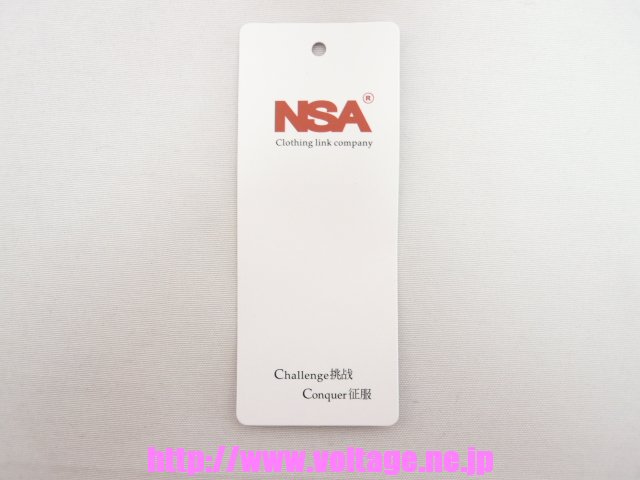 NSA®
Clothing link company
Challenge挑战
Conquer征服
http://www.voltage.ne.jp